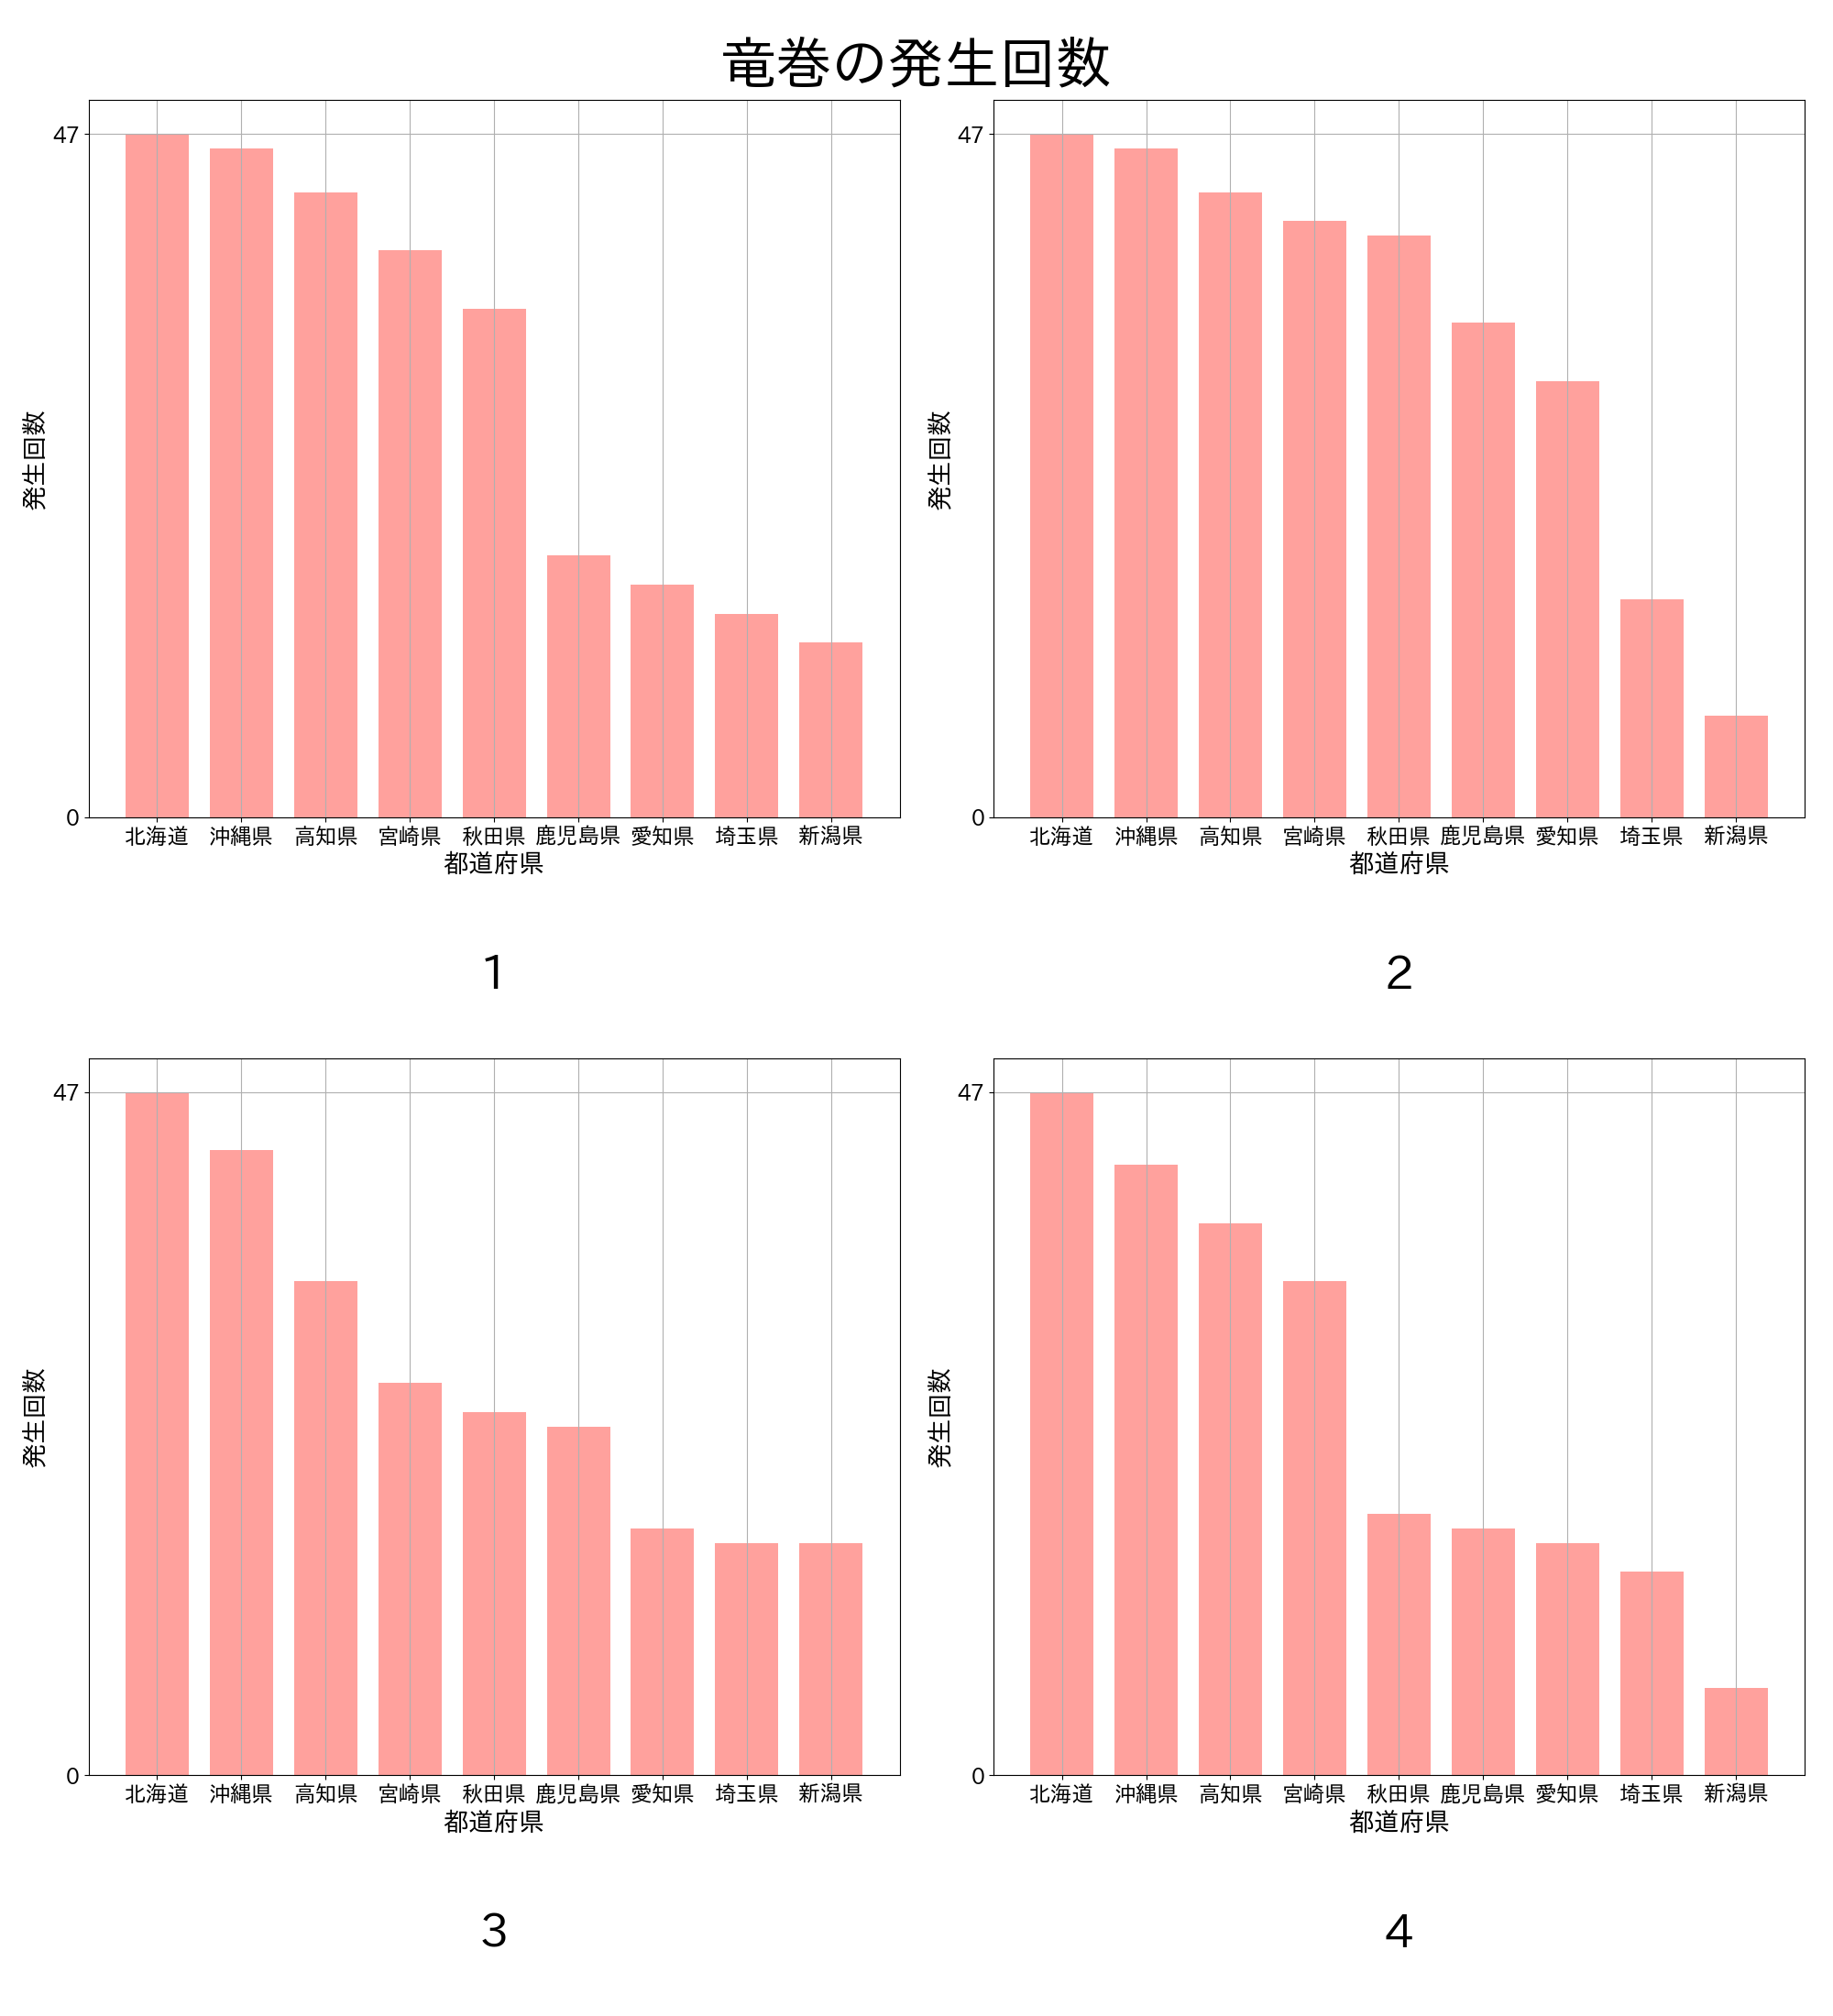 竜巻の発生回数
47
0
発生回数
北海道 沖縄県 高知県 宮崎県 秋田県 鹿児島県 愛知県 埼玉県 新潟県
都道府県
1
47
0
発生回数
北海道 沖縄県 高知県 宮崎県 秋田県 鹿児島県 愛知県 埼玉県 新潟県
都道府県
2
47
0
発生回数
北海道 沖縄県 高知県 宮崎県 秋田県 鹿児島県 愛知県 埼玉県 新潟県
都道府県
3
47
0
発生回数
北海道 沖縄県 高知県 宮崎県 秋田県 鹿児島県 愛知県 埼玉県 新潟県
都道府県
4